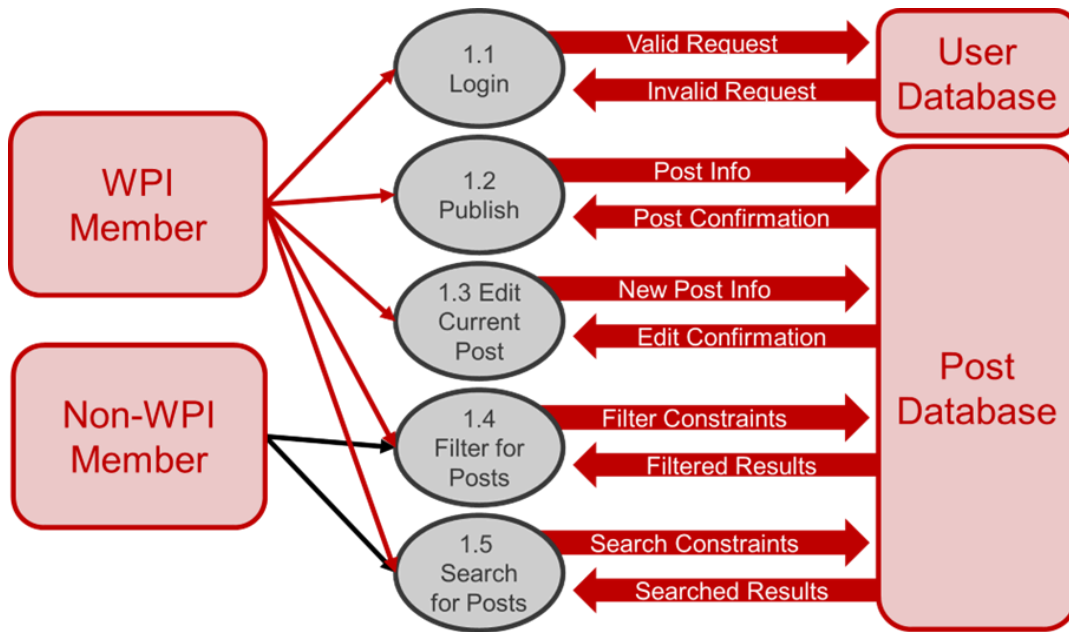 WPI
Member
Non-WPI
Member
1.1
Login
1.2
Publish
1.3 Edit
Current
Post
1.4
Filter for
Posts
1.5
Search
for Posts
Valid Request
Invalid Request
Post Info
Post Confirmation
New Post Info
Edit Confirmation
Filter Constraints
Filtered Results
Search Constraints
Searched Results
User
Database
Post
Database